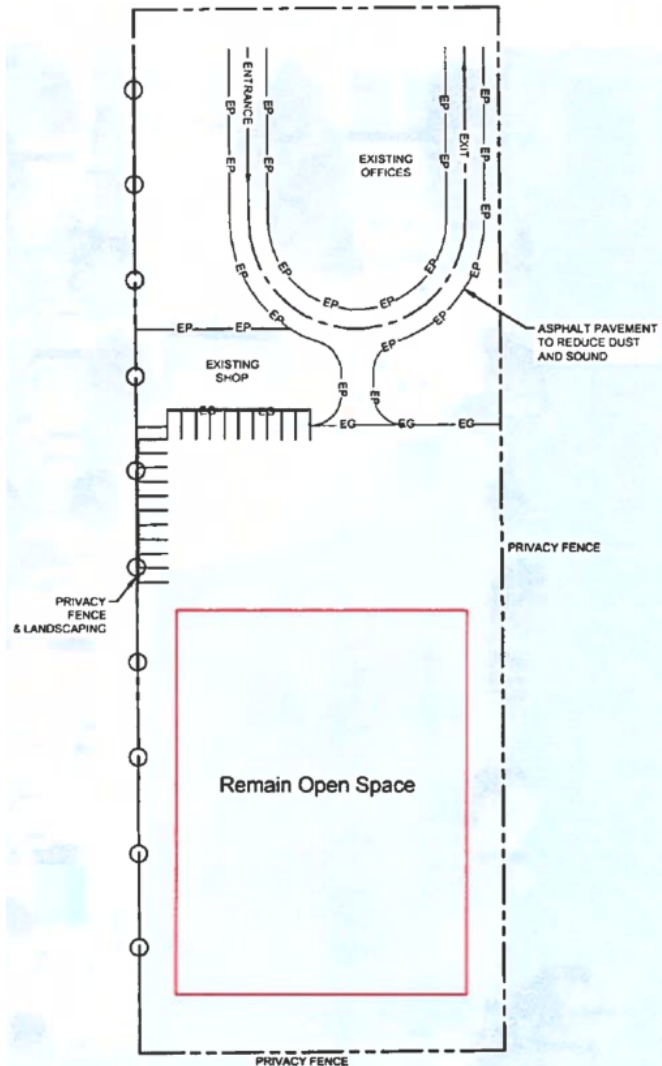 EP
EP
EP
EP
ENTRANCE
EXIT
EP
EP
EP
EP
EXISTING
OFFICES
EP
EP
EP
EP
EP
EP
EP
EP
EP
EP
EP
EP
EP
ASPHALT PAVEMENT
TO REDUCE DUST
AND SOUND
EXISTING
SHOP
EP
EP
EG
EG
EG
EG
EG
PRIVACY FENCE
PRIVACY
FENCE
& LANDSCAPING
Remain Open Space
PRIVACY FENCE